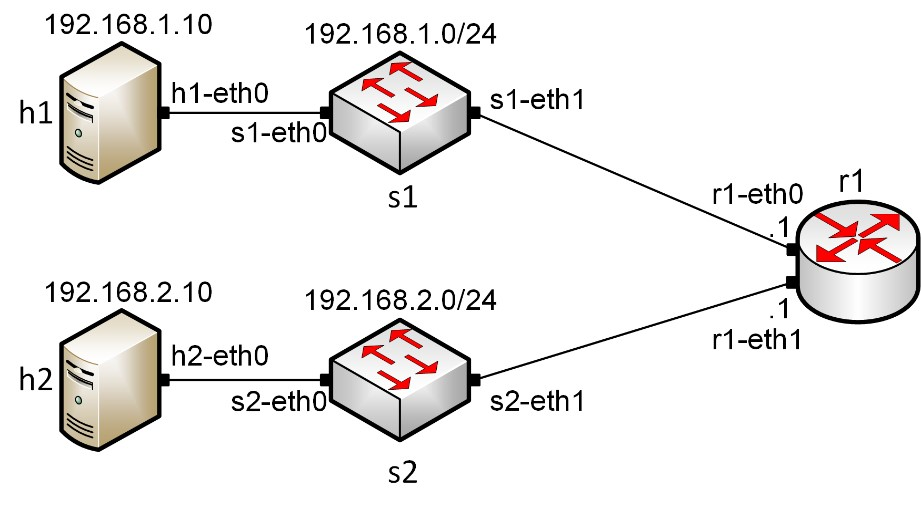 192.168.1.10
192.168.1.0/24
h1
h1-eth0
s1-eth0
s1-eth1
s1
r1-eth0
r1
.1
192.168.2.10
192.168.2.0/24
.1
r1-eth1
h2
h2-eth0
s2-eth0
s2-eth1
s2